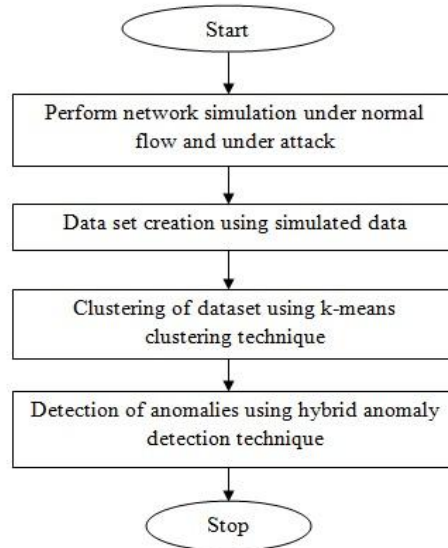 Start
Perform network simulation under normal
flow and under attack
Data set creation using simulated data
Clustering of dataset using k-means
clustering technique
Detection of anomalies using hybrid anomaly
detection technique
Stop